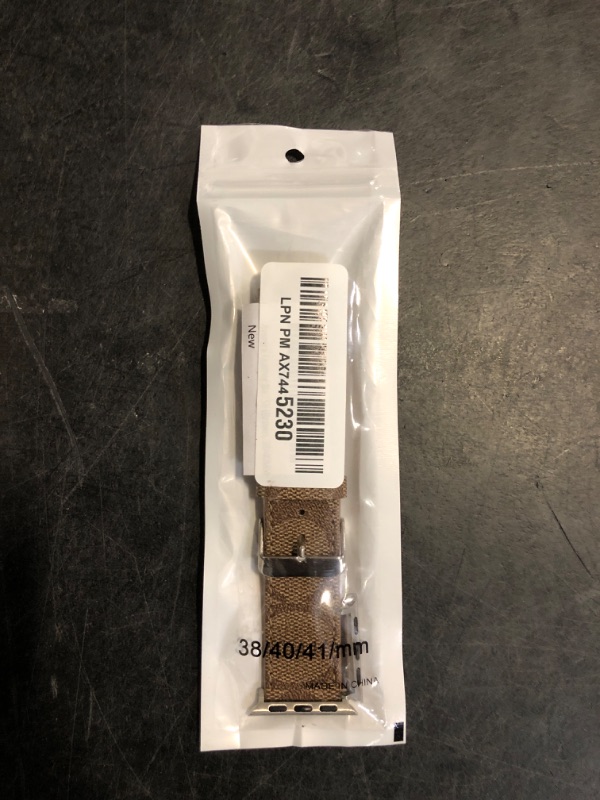 LPN PM AX7445230
New
38/40/41/mm
MADE IN CHINA